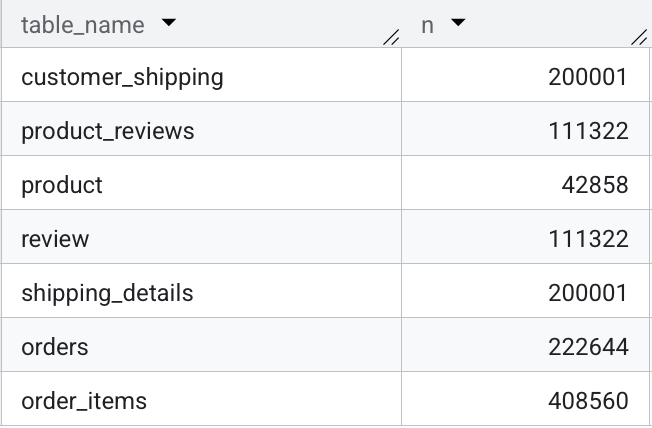 table_name n
customer_shipping 200001
product_reviews 111322
product 42858
review 111322
shipping_details 200001
orders 222644
order_items 408560